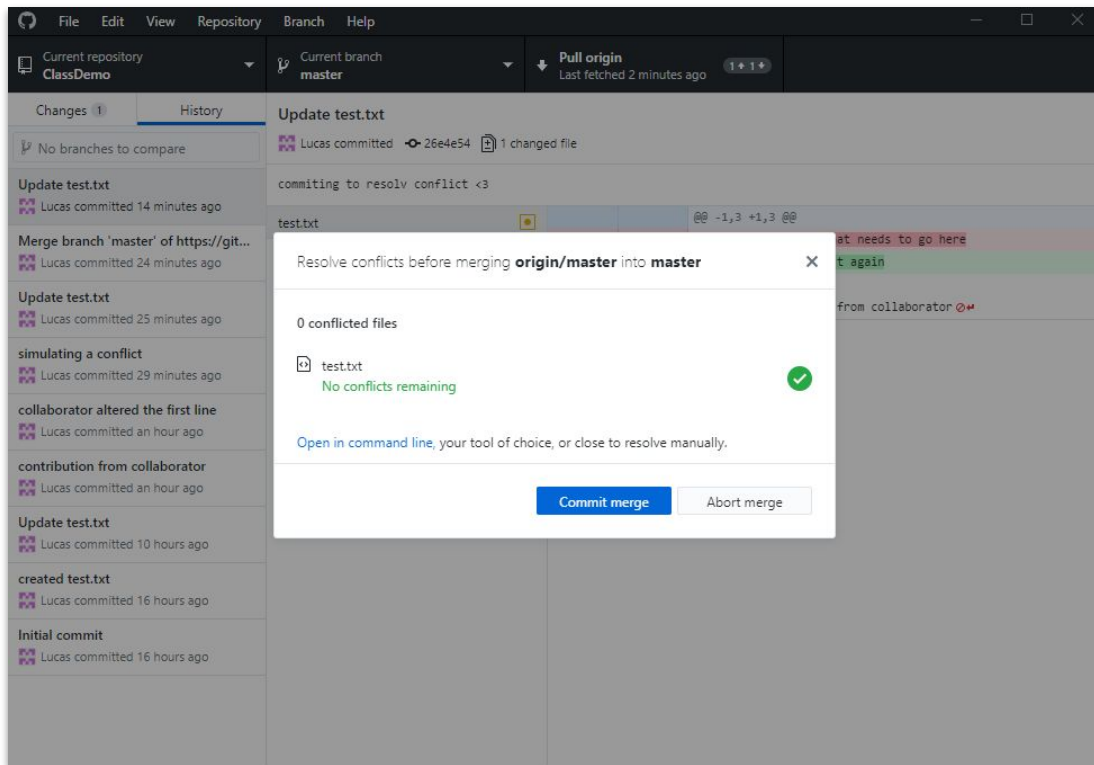 File Edit View Repository Branch Help
Current repository
ClassDemo
Current branch
master
Pull origin
Last fetched 2 minutes ago
1 1
Changes 1 History
No branches to compare
Update test.txt
Lucas committed 14 minutes ago
Merge branch 'master' of https://git...
Lucas committed 24 minutes ago
Update test.txt
Lucas committed 25 minutes ago
simulating a conflict
Lucas committed 29 minutes ago
collaborator altered the first line
Lucas committed an hour ago
contribution from collaborator
Lucas committed an hour ago
Update test.txt
Lucas committed 10 hours ago
created test.txt
Lucas committed 16 hours ago
Initial commit
Lucas committed 16 hours ago
Update test.txt
Lucas committed 26e4e54 1 changed file
commiting to resolv conflict <3
test.txt
@@ -1,3 +1,3 @@
at needs to go here
t again
from collaborator
Resolve conflicts before merging origin/master into master
0 conflicted files
test.txt
No conflicts remaining
Open in command line, your tool of choice, or close to resolve manually.
Commit merge Abort merge